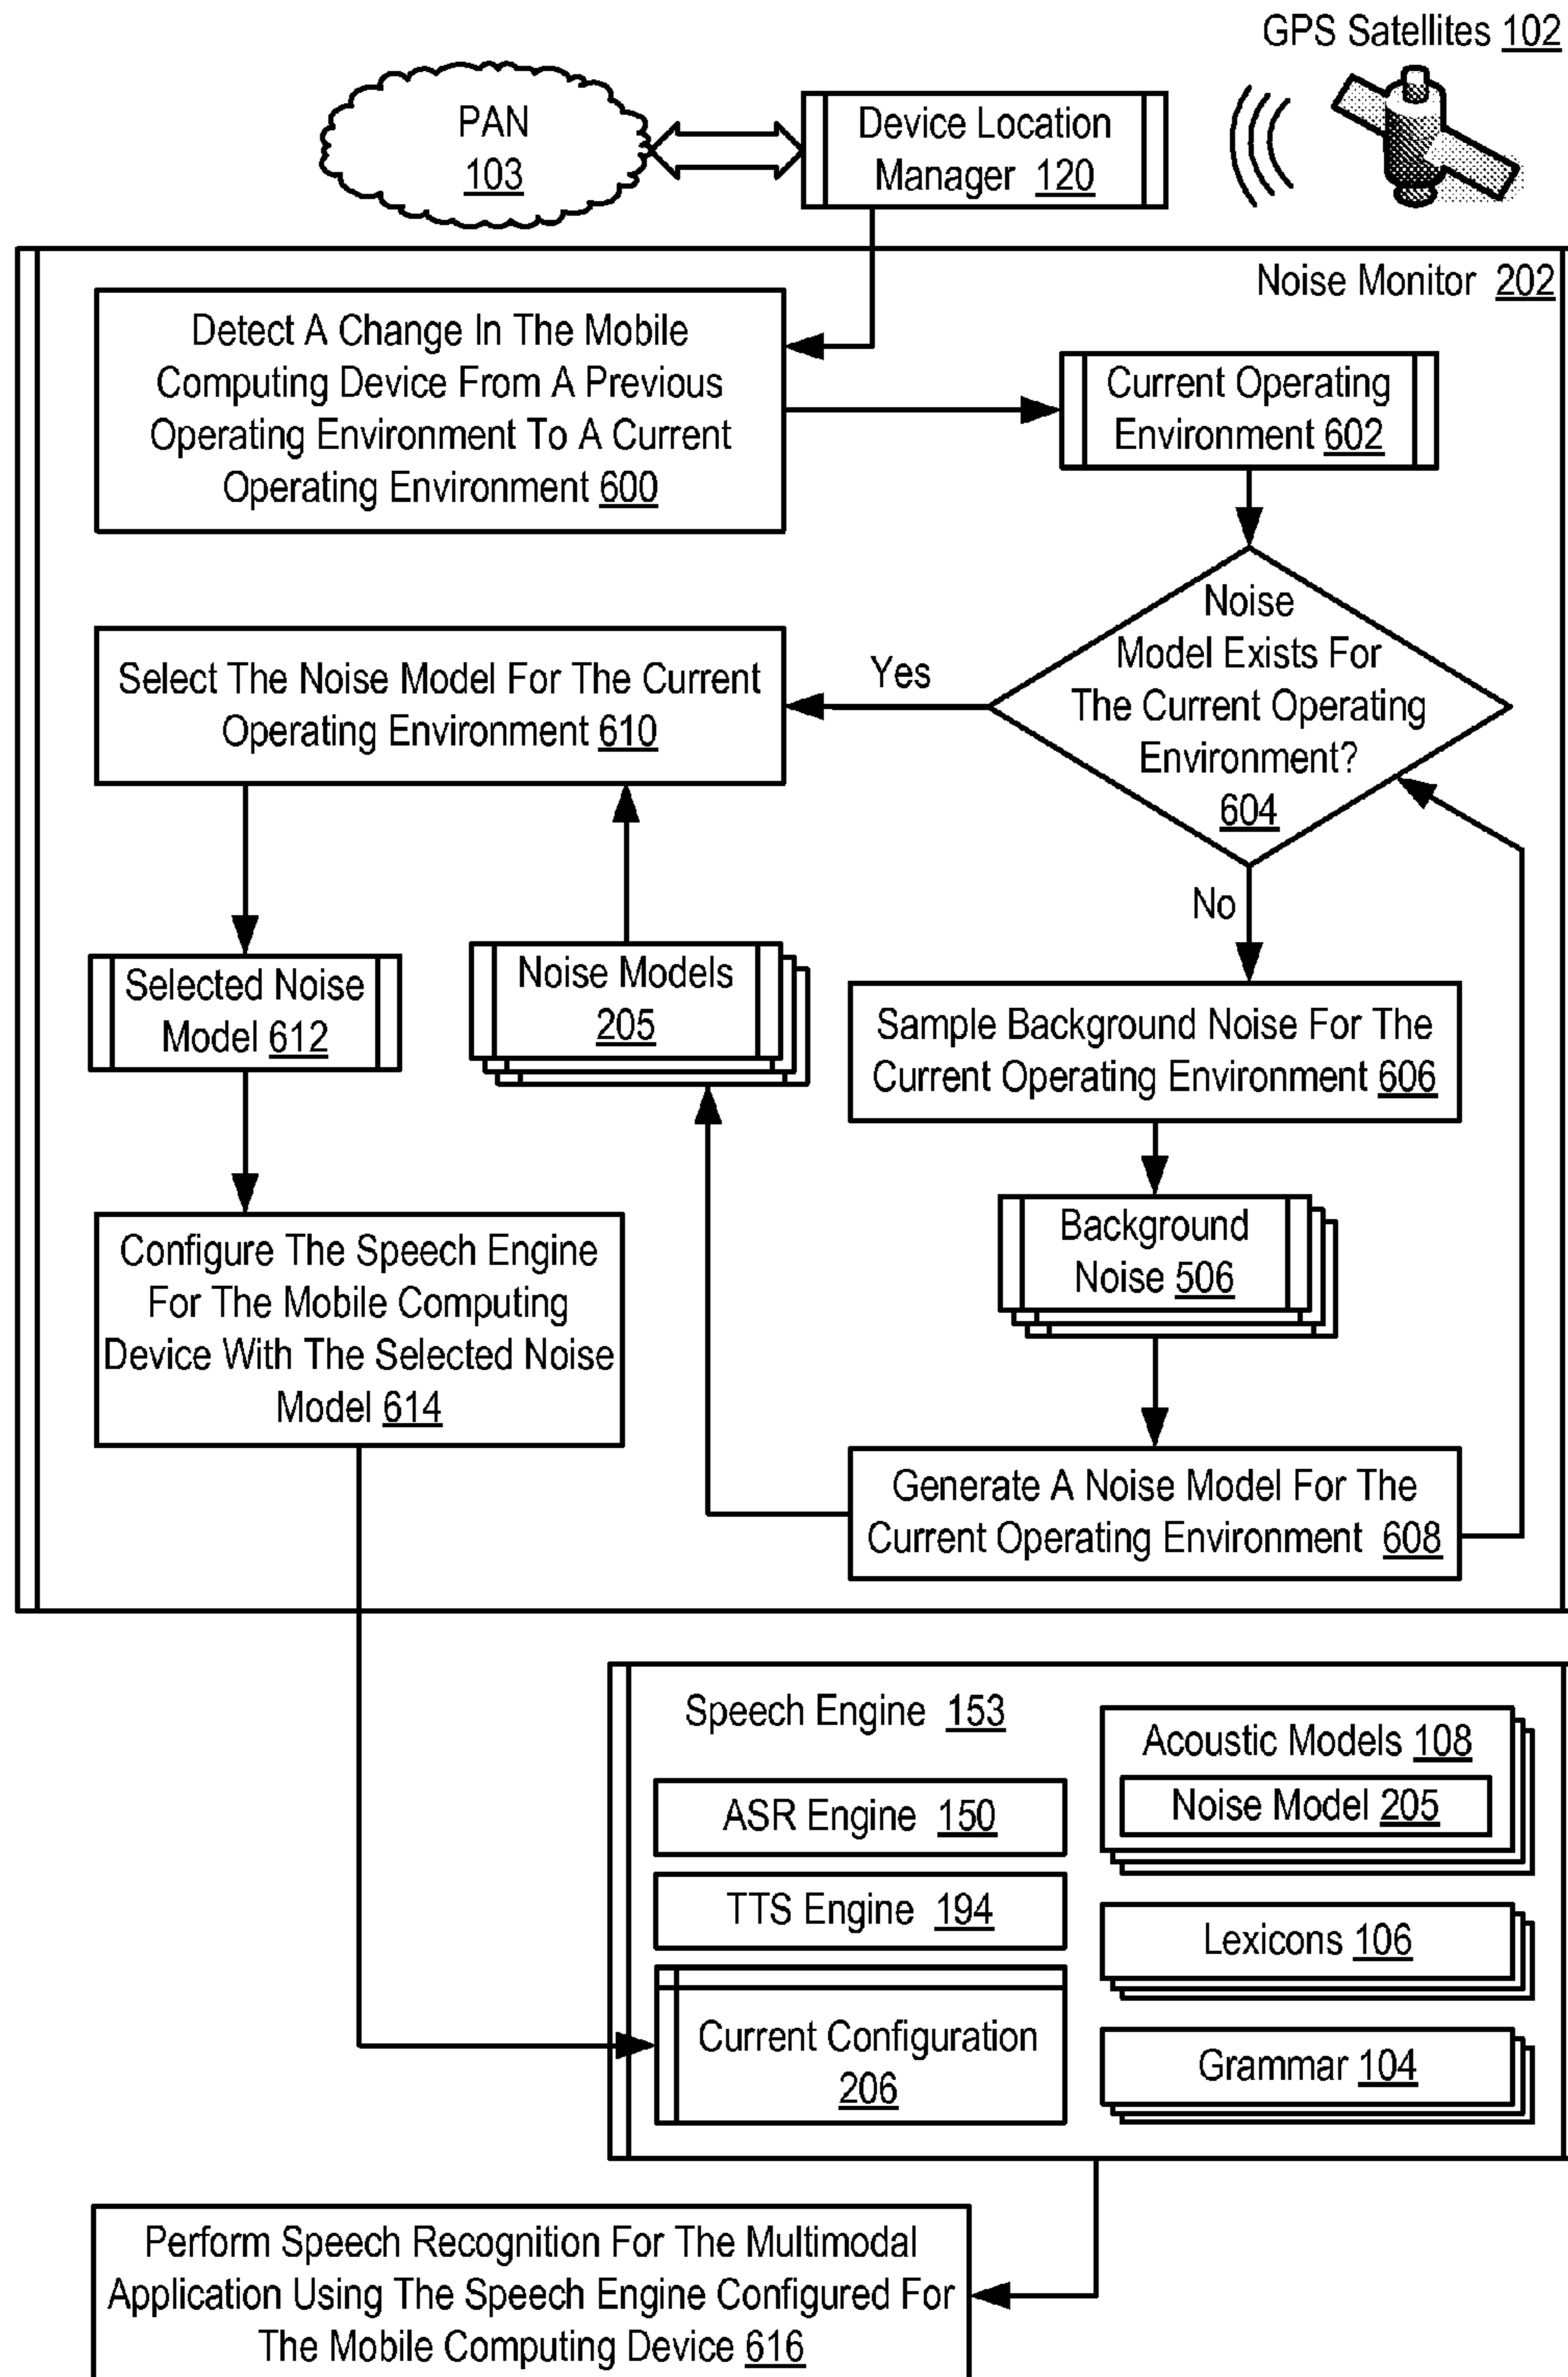 GPS Satellites 102
PAN
103
Device Location
Manager 120
Noise Monitor 202
Detect A Change In The Mobile
Computing Device From A Previous
Operating Environment To A Current
Operating Environment 600
Current Operating
Environment 602
Noise
Model Exists For
The Current Operating
Environment?
604
Yes
No
Select The Noise Model For The Current
Operating Environment 610
Selected Noise
Model 612
Noise Models
205
Sample Background Noise For The
Current Operating Environment 606
Background
Noise 506
Configure The Speech Engine
For The Mobile Computing
Device With The Selected Noise
Model 614
Generate A Noise Model For The
Current Operating Environment 608
Speech Engine 153
ASR Engine 150
TTS Engine 194
Current Configuration
206
Acoustic Models 108
Noise Model 205
Lexicons 106
Grammar 104
Perform Speech Recognition For The Multimodal
Application Using The Speech Engine Configured For
The Mobile Computing Device 616